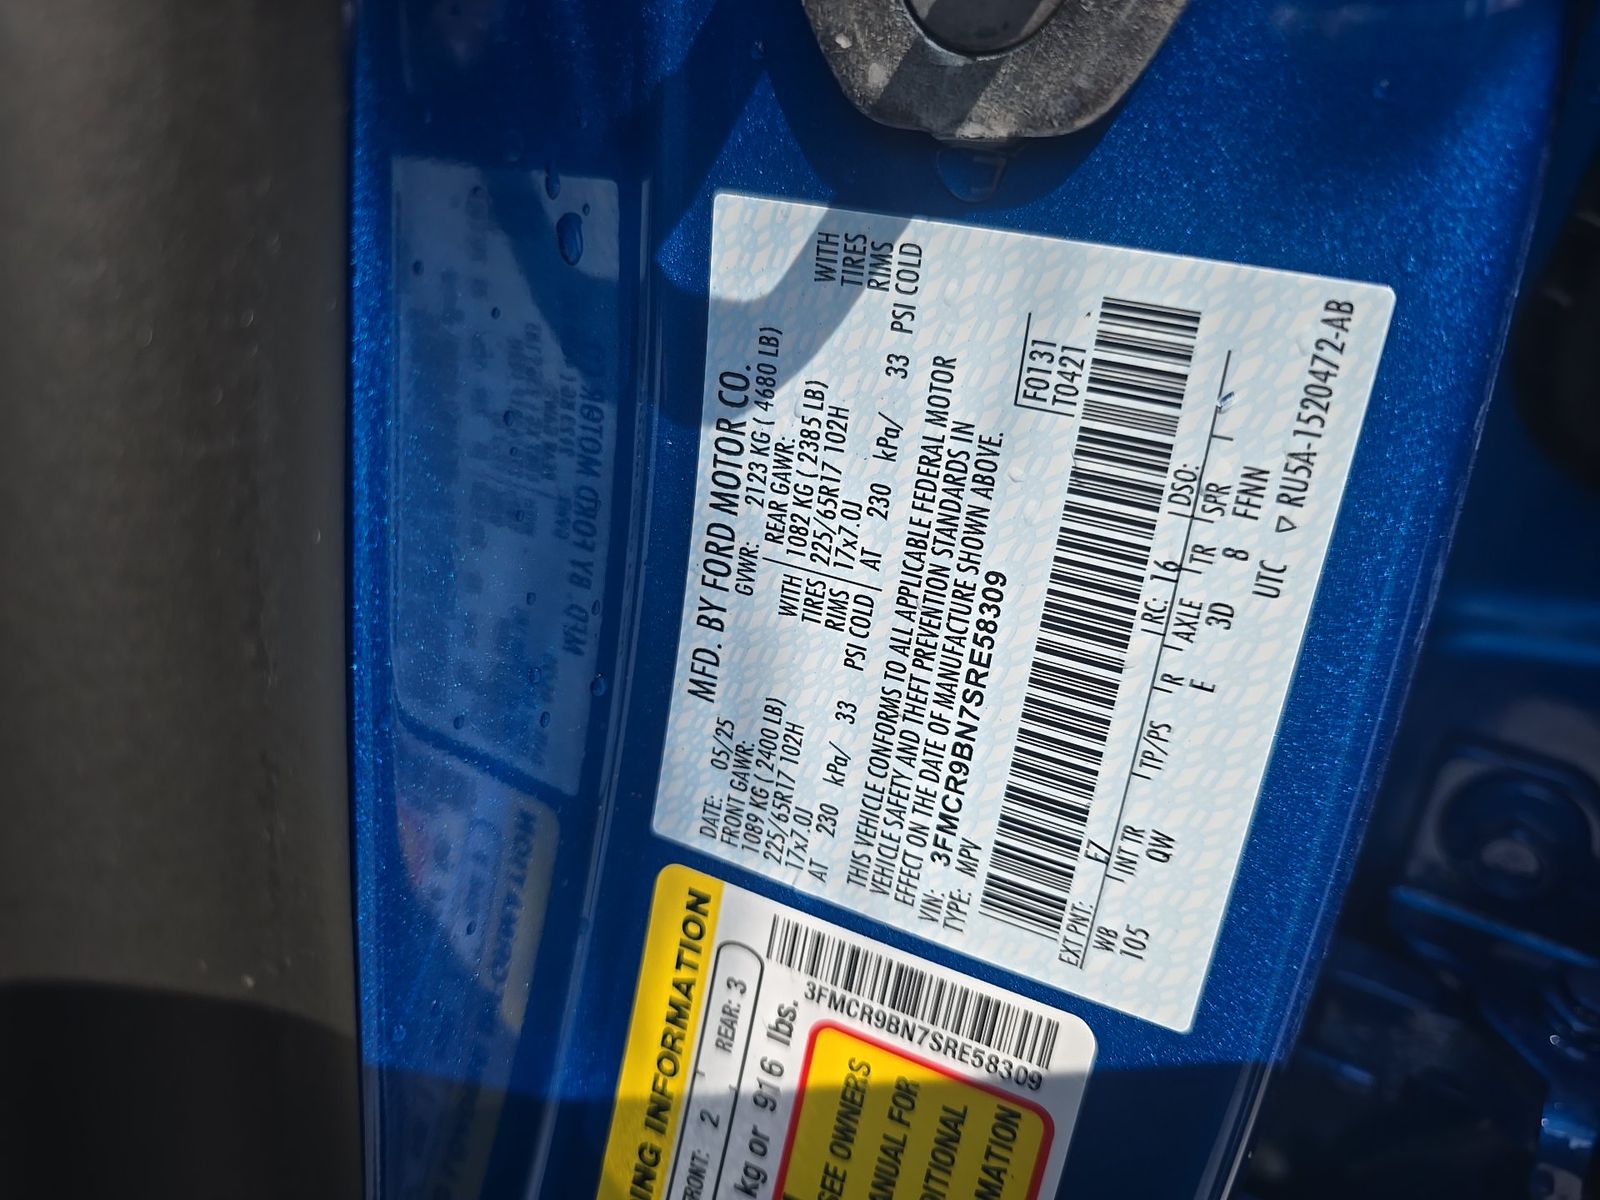 MFD. BY FORD MOTOR CO.
DATE: 05/25 GVWR: 2123 KG ( 4680 LB)
FRONT GAWR: REAR GAWR:
1089 KG ( 2400 LB) WITH 1082 KG ( 2385 LB) WITH
225/65R17 102H TIRES 225/65R17 102H TIRES
17x7.0J RIMS 17x7.0J RIMS
AT 230 kPa/ 33 PSI COLD AT 230 kPa/ 33 PSI COLD
THIS VEHICLE CONFORMS TO ALL APPLICABLE FEDERAL MOTOR
VEHICLE SAFETY AND THEFT PREVENTION STANDARDS IN
EFFECT ON THE DATE OF MANUFACTURE SHOWN ABOVE.
VIN: 3FMCR9BN7SRE58309 F0131
TYPE: MPV T0421
EXT PNT: EZ RC: 16 DSO:
WB INT TR TP/PS R AXLE TR SPR
105 QW E 3D 8 FNN
UTC ▽ RU5A-1520472-AB
ING INFORMATION
FRONT: 2 REAR: 3
kg or 916 lbs.
3FMCR9BN7SRE58309
SEE OWNERS
ANUAL FOR
DITIONAL
MATION